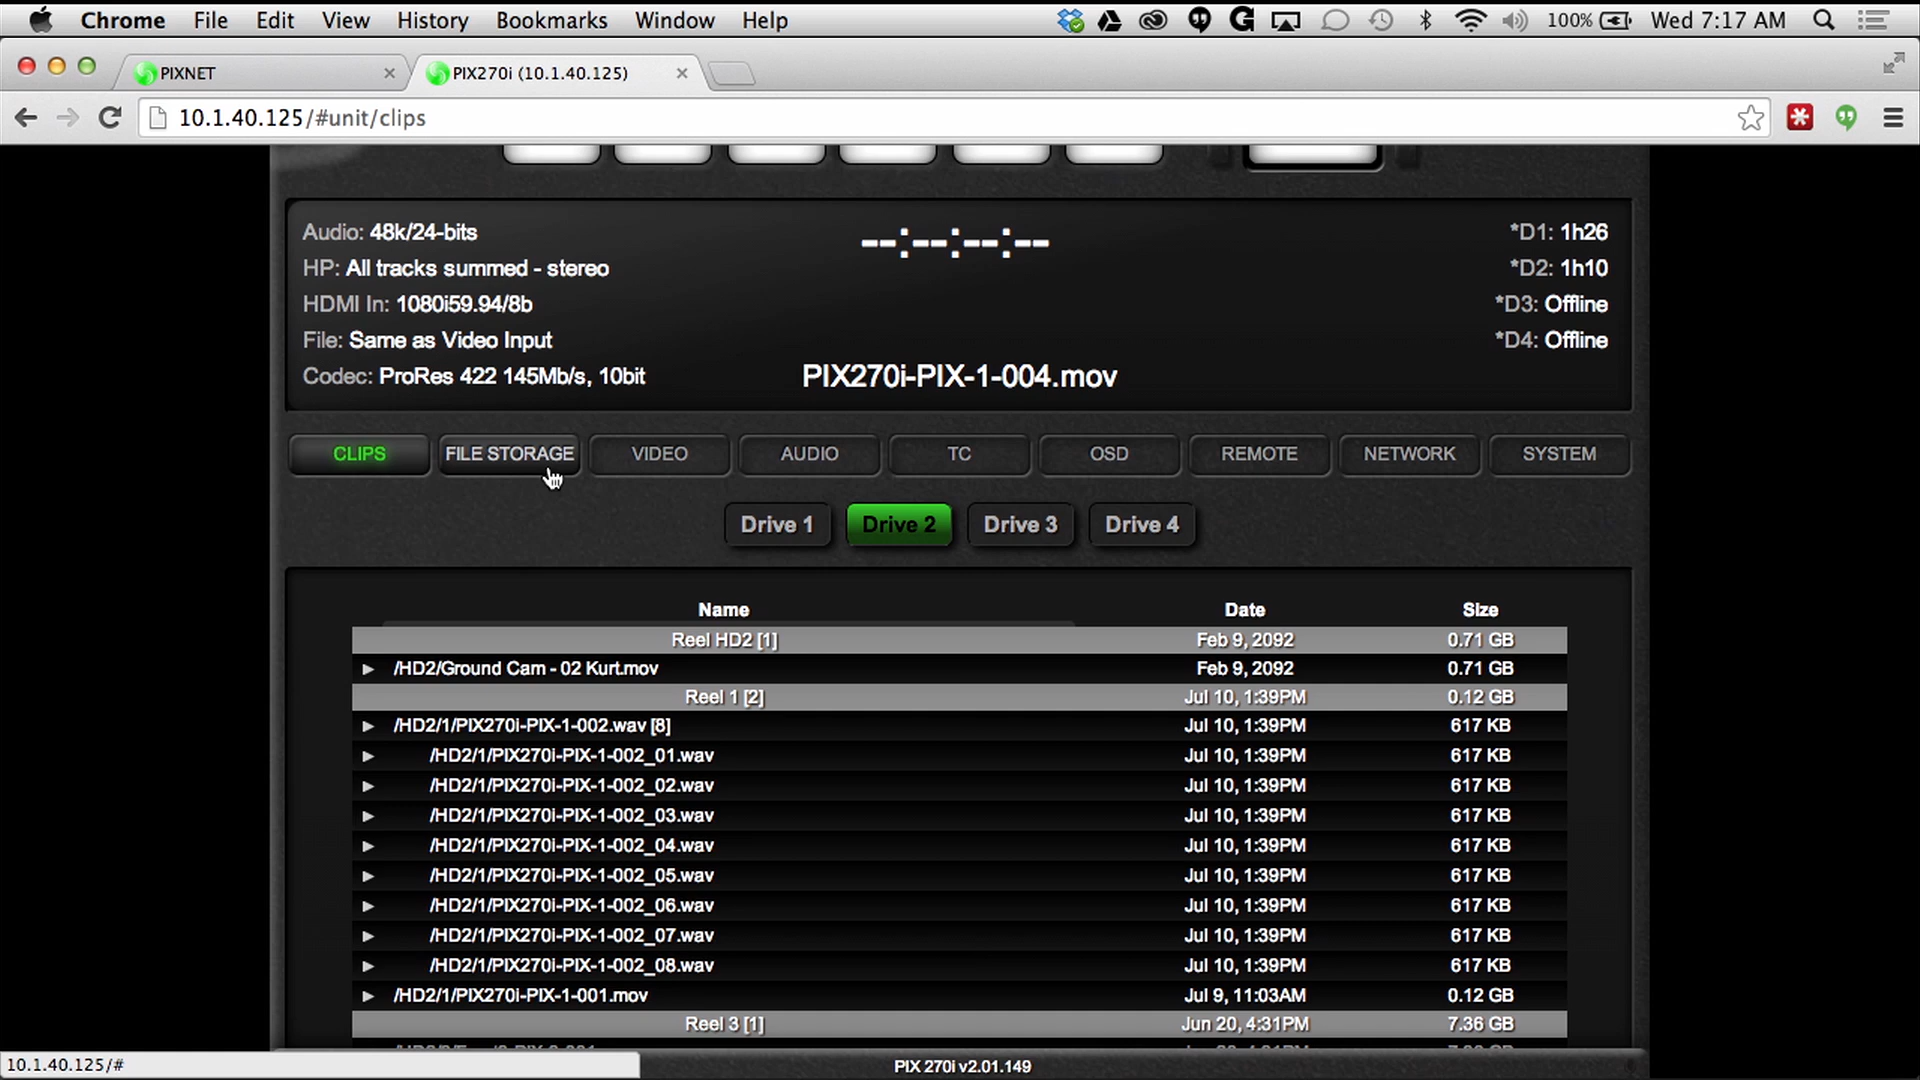 Chrome File Edit View History Bookmarks Window Help 100% Wed 7:17 AM
PIXNET PIX270i (10.1.40.125)
10.1.40.125/#unit/clips
Audio: 48k/24-bits --:--:--:-- *D1: 1h26
HP: All tracks summed - stereo *D2: 1h10
HDMI In: 1080i59.94/8b *D3: Offline
File: Same as Video Input *D4: Offline
Codec: ProRes 422 145Mb/s, 10bit PIX270i-PIX-1-004.mov
CLIPS FILE STORAGE VIDEO AUDIO TC OSD REMOTE NETWORK SYSTEM
Drive 1 Drive 2 Drive 3 Drive 4
Name Date Size
Reel HD2 [1] Feb 9, 2092 0.71 GB
/HD2/Ground Cam - 02 Kurt.mov Feb 9, 2092 0.71 GB
Reel 1 [2] Jul 10, 1:39PM 0.12 GB
/HD2/1/PIX270i-PIX-1-002.wav [8] Jul 10, 1:39PM 617 KB
/HD2/1/PIX270i-PIX-1-002_01.wav Jul 10, 1:39PM 617 KB
/HD2/1/PIX270i-PIX-1-002_02.wav Jul 10, 1:39PM 617 KB
/HD2/1/PIX270i-PIX-1-002_03.wav Jul 10, 1:39PM 617 KB
/HD2/1/PIX270i-PIX-1-002_04.wav Jul 10, 1:39PM 617 KB
/HD2/1/PIX270i-PIX-1-002_05.wav Jul 10, 1:39PM 617 KB
/HD2/1/PIX270i-PIX-1-002_06.wav Jul 10, 1:39PM 617 KB
/HD2/1/PIX270i-PIX-1-002_07.wav Jul 10, 1:39PM 617 KB
/HD2/1/PIX270i-PIX-1-002_08.wav Jul 10, 1:39PM 617 KB
/HD2/1/PIX270i-PIX-1-001.mov Jul 9, 11:03AM 0.12 GB
Reel 3 [1] Jun 20, 4:31PM 7.36 GB
10.1.40.125/# PIX 270i v2.01.149